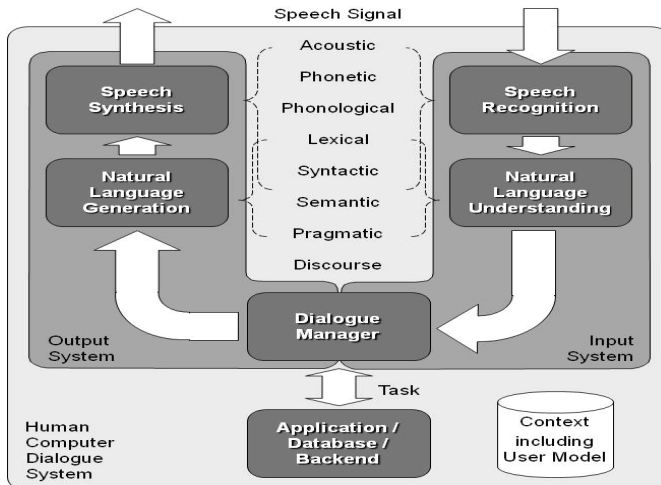 Speech Signal
Acoustic
Phonetic
Phonological
Lexical
Syntactic
Semantic
Pragmatic
Discourse
Speech
Synthesis
Natural
Language
Generation
Speech
Recognition
Natural
Language
Understanding
Dialogue
Manager
Output
System
Input
System
Task
Application /
Database /
Backend
Human
Computer
Dialogue
System
Context
including
User Model